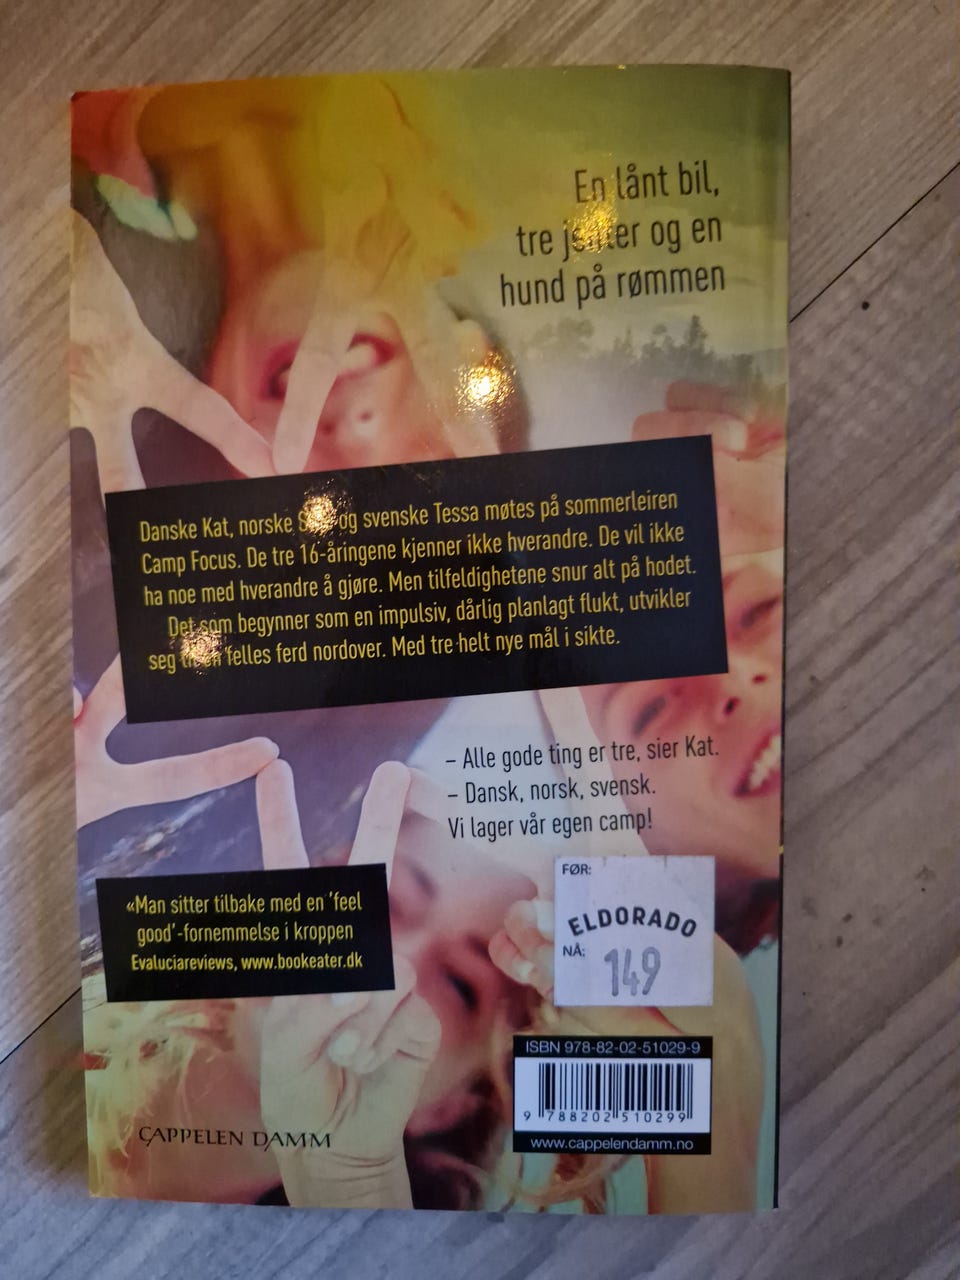 En lånt bil,
tre jenter og en
hund på rømmen
Danske Kat, norske og svenske Tessa møtes på sommerleiren
Camp Focus. De tre 16-åringene kjenner ikke hverandre. De vil ikke
ha noe med hverandre å gjøre. Men tilfeldighetene snur alt på hodet.
Det som begynner som en impulsiv, dårlig planlagt flukt, utvikler
seg til en felles ferd nordover. Med tre helt nye mål i sikte.
– Alle gode ting er tre, sier Kat.
– Dansk, norsk, svensk.
Vi lager vår egen camp!
«Man sitter tilbake med en 'feel
good'-fornemmelse i kroppen
Evaluciareviews, www.bookeater.dk
FØR:
ELDORADO
NÅ:
149
ISBN 978-82-02-51029-9
9 788202 510299
www.cappelendamm.no
CAPPELEN DAMM